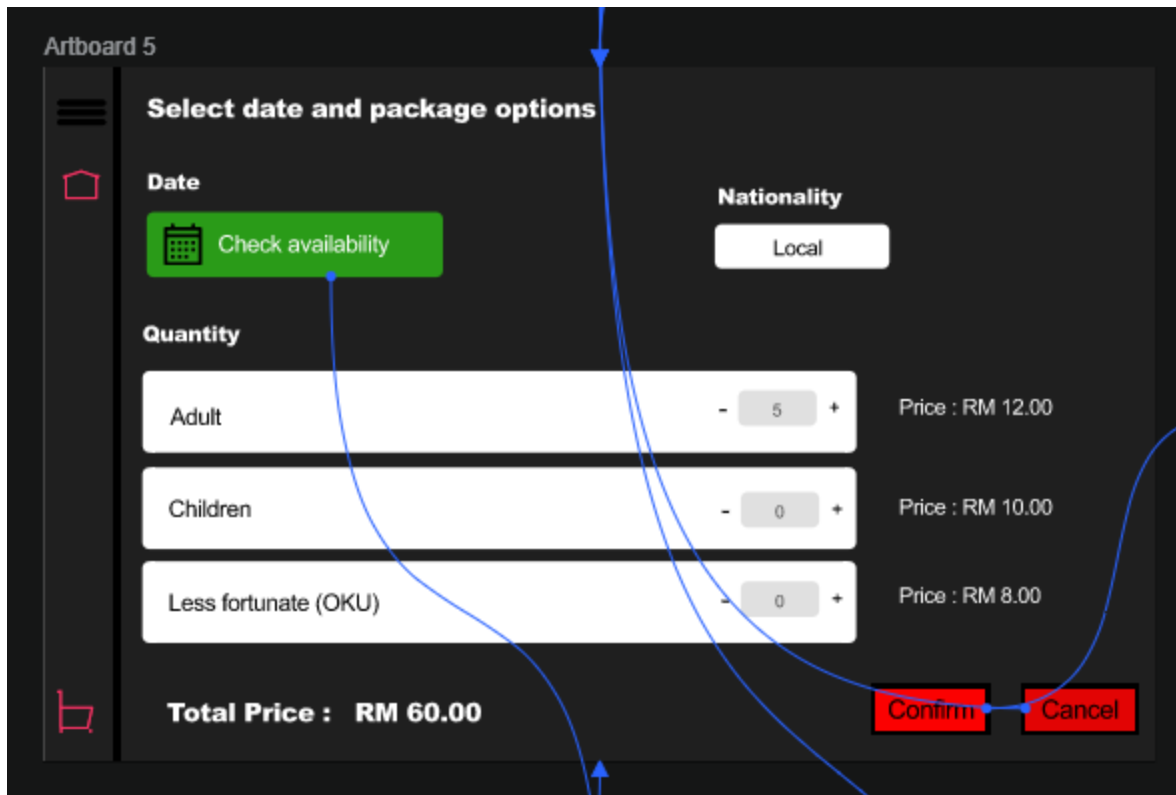 Artboard 5
Select date and package options
Date
Nationality
Check availability
Local
Quantity
Adult - 5 + Price : RM 12.00
Children - 0 + Price : RM 10.00
Less fortunate (OKU) - 0 + Price : RM 8.00
Total Price : RM 60.00
Confirm Cancel